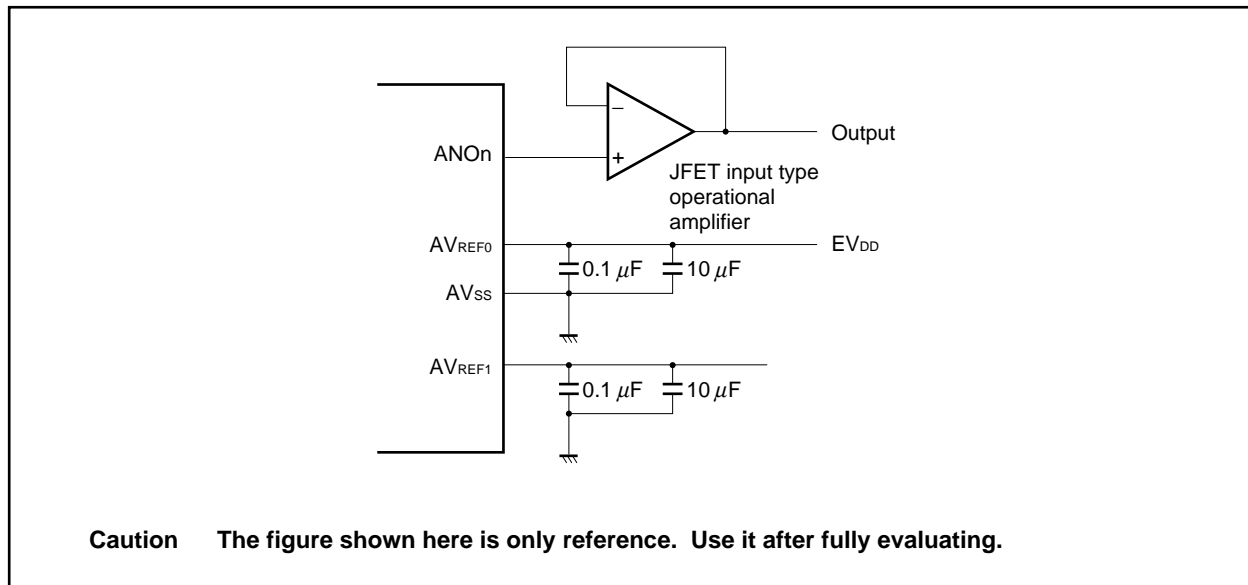 −
+
ANOn
Output
JFET input type
operational
amplifier
AVREF0
EVDD
0.1 μF
10 μF
AVSS
AVREF1
0.1 μF
10 μF
Caution The figure shown here is only reference. Use it after fully evaluating.